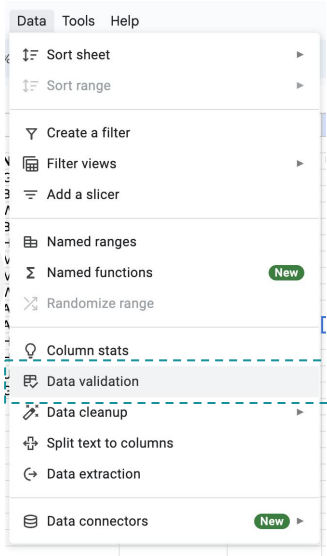 Data Tools Help
Sort sheet
Sort range
Create a filter
Filter views
Add a slicer
Named ranges
Named functions New
Randomize range
Column stats
Data validation
Data cleanup
Split text to columns
Data extraction
Data connectors New